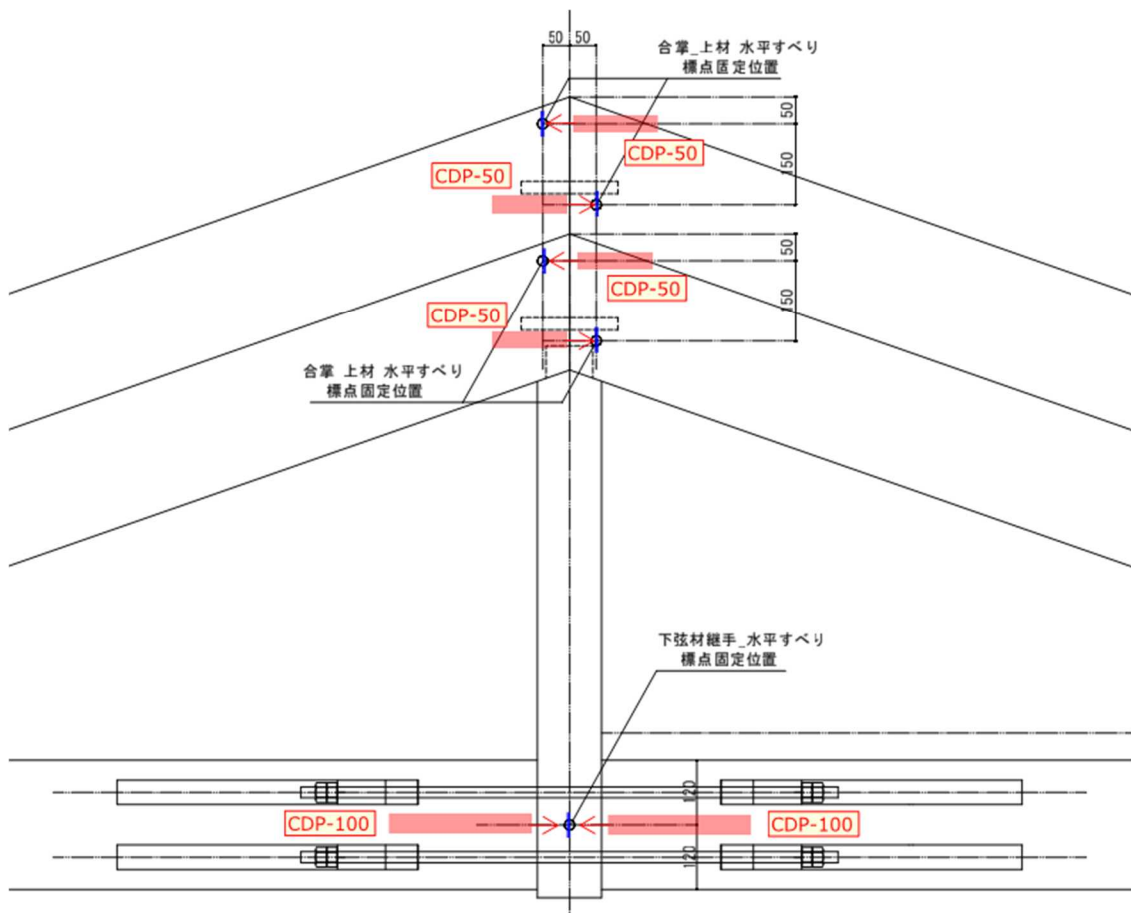 50 50
合掌_上材 水平すべり
標点固定位置
50
CDP-50
CDP-50
150
50
CDP-50
CDP-50
150
合掌 上材 水平すべり
標点固定位置
下弦材継手_水平すべり
標点固定位置
120
CDP-100
CDP-100
120